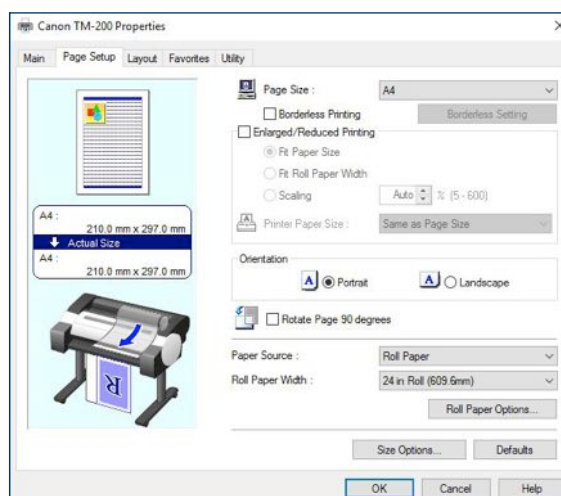 Canon TM-200 Properties
Main Page Setup Layout Favorites Utility
Page Size : A4
Borderless Printing Borderless Setting
Enlarged/Reduced Printing
Fit Paper Size
Fit Roll Paper Width
Scaling Auto % (5 - 600)
Printer Paper Size : Same as Page Size
A4 :
210.0 mm x 297.0 mm
Actual Size
A4 :
210.0 mm x 297.0 mm
Orientation
A Portrait A Landscape
Rotate Page 90 degrees
Paper Source : Roll Paper
Roll Paper Width : 24 in Roll (609.6mm)
Roll Paper Options...
R
Size Options... Defaults
OK Cancel Help